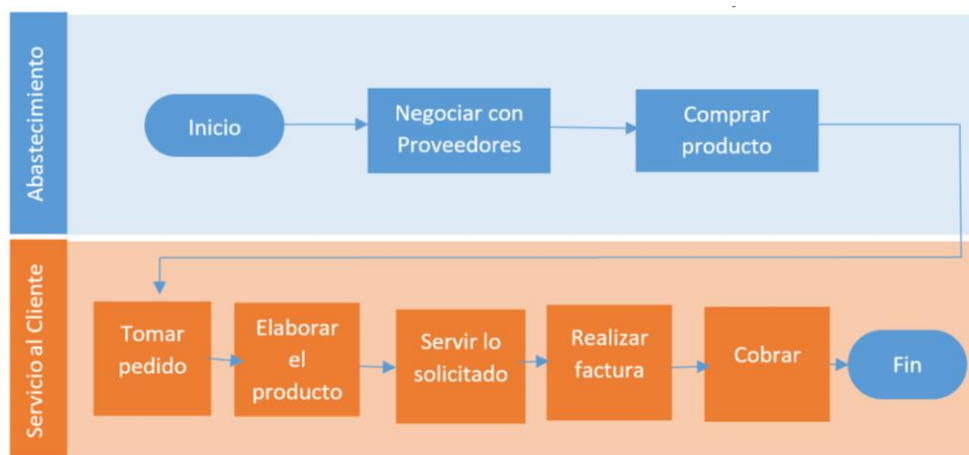 Abastecimiento
Inicio
Negociar con
Proveedores
Comprar
producto
Servicio al Cliente
Tomar
pedido
Elaborar
el
producto
Servir lo
solicitado
Realizar
factura
Cobrar
Fin